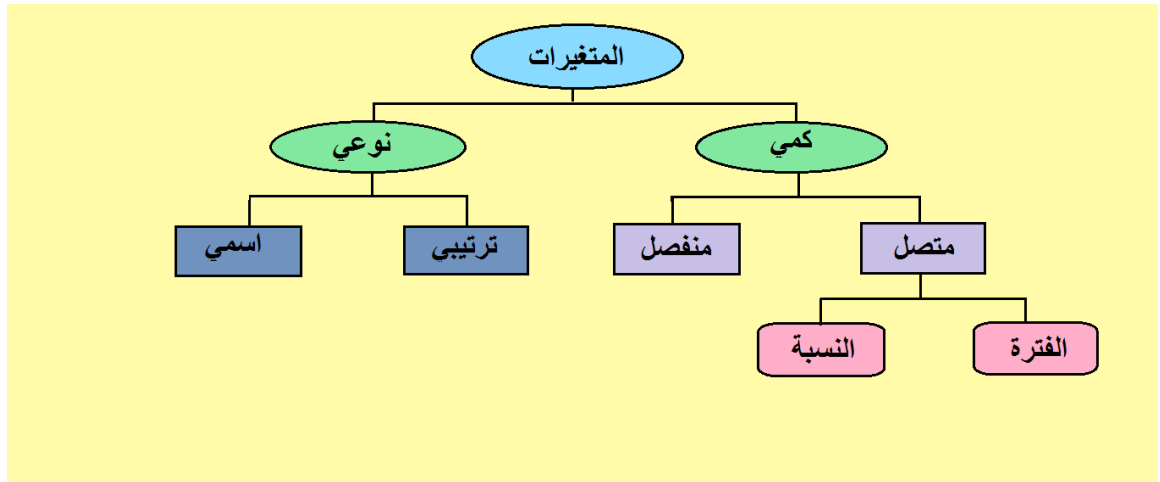 المتغيرات
كمي
نوعي
متصل
منفصل
ترتيبي
اسمي
الفترة
النسبة